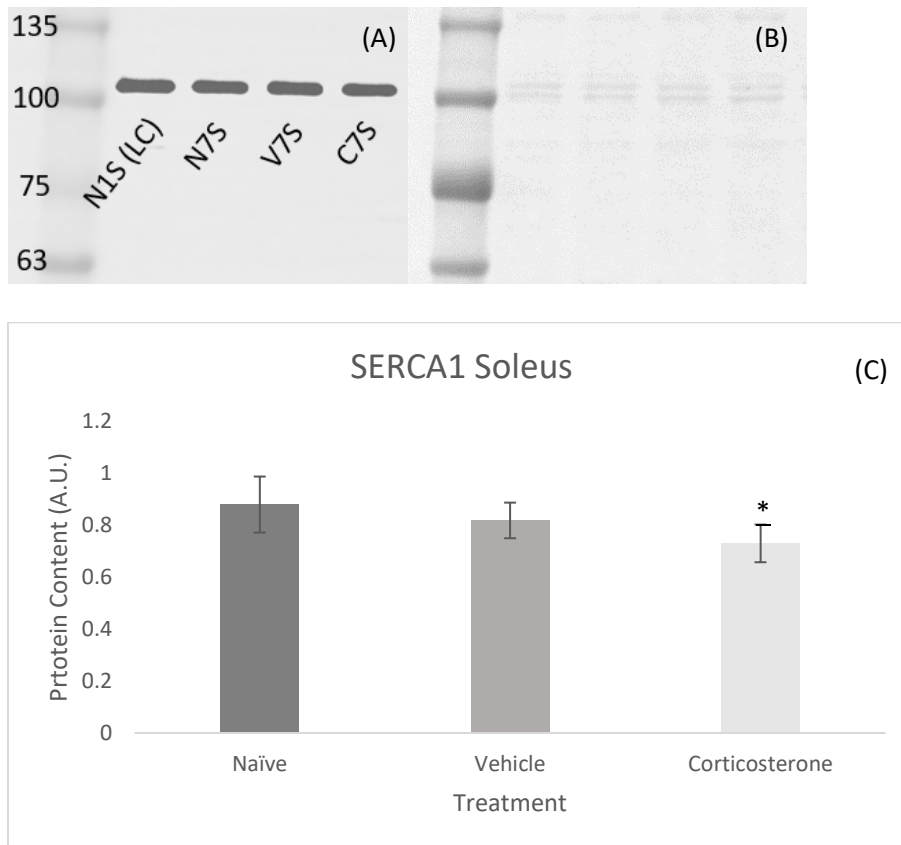 135
(A)
(B)
100
N1S (LC)
N7S
V7S
C7S
75
63
SERCA1 Soleus
(C)
1.2
1
0.8
0.6
0.4
0.2
0
Prtotein Content (A.U.)
*
Naïve
Vehicle
Corticosterone
Treatment